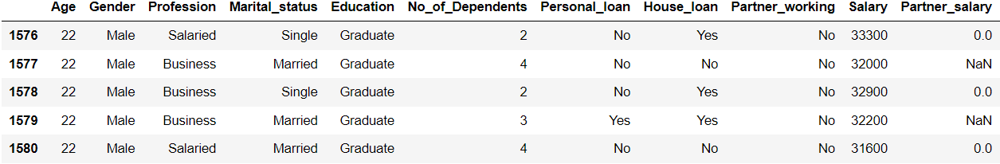 Age Gender Profession Marital_status Education No_of_Dependents Personal_loan House_loan Partner_working Salary Partner_salary
1576 22 Male Salaried Single Graduate 2 No Yes No 33300 0.0
1577 22 Male Business Married Graduate 4 No No No 32000 NaN
1578 22 Male Business Single Graduate 2 No Yes No 32900 0.0
1579 22 Male Business Married Graduate 3 Yes Yes No 32200 NaN
1580 22 Male Salaried Married Graduate 4 No No No 31600 0.0